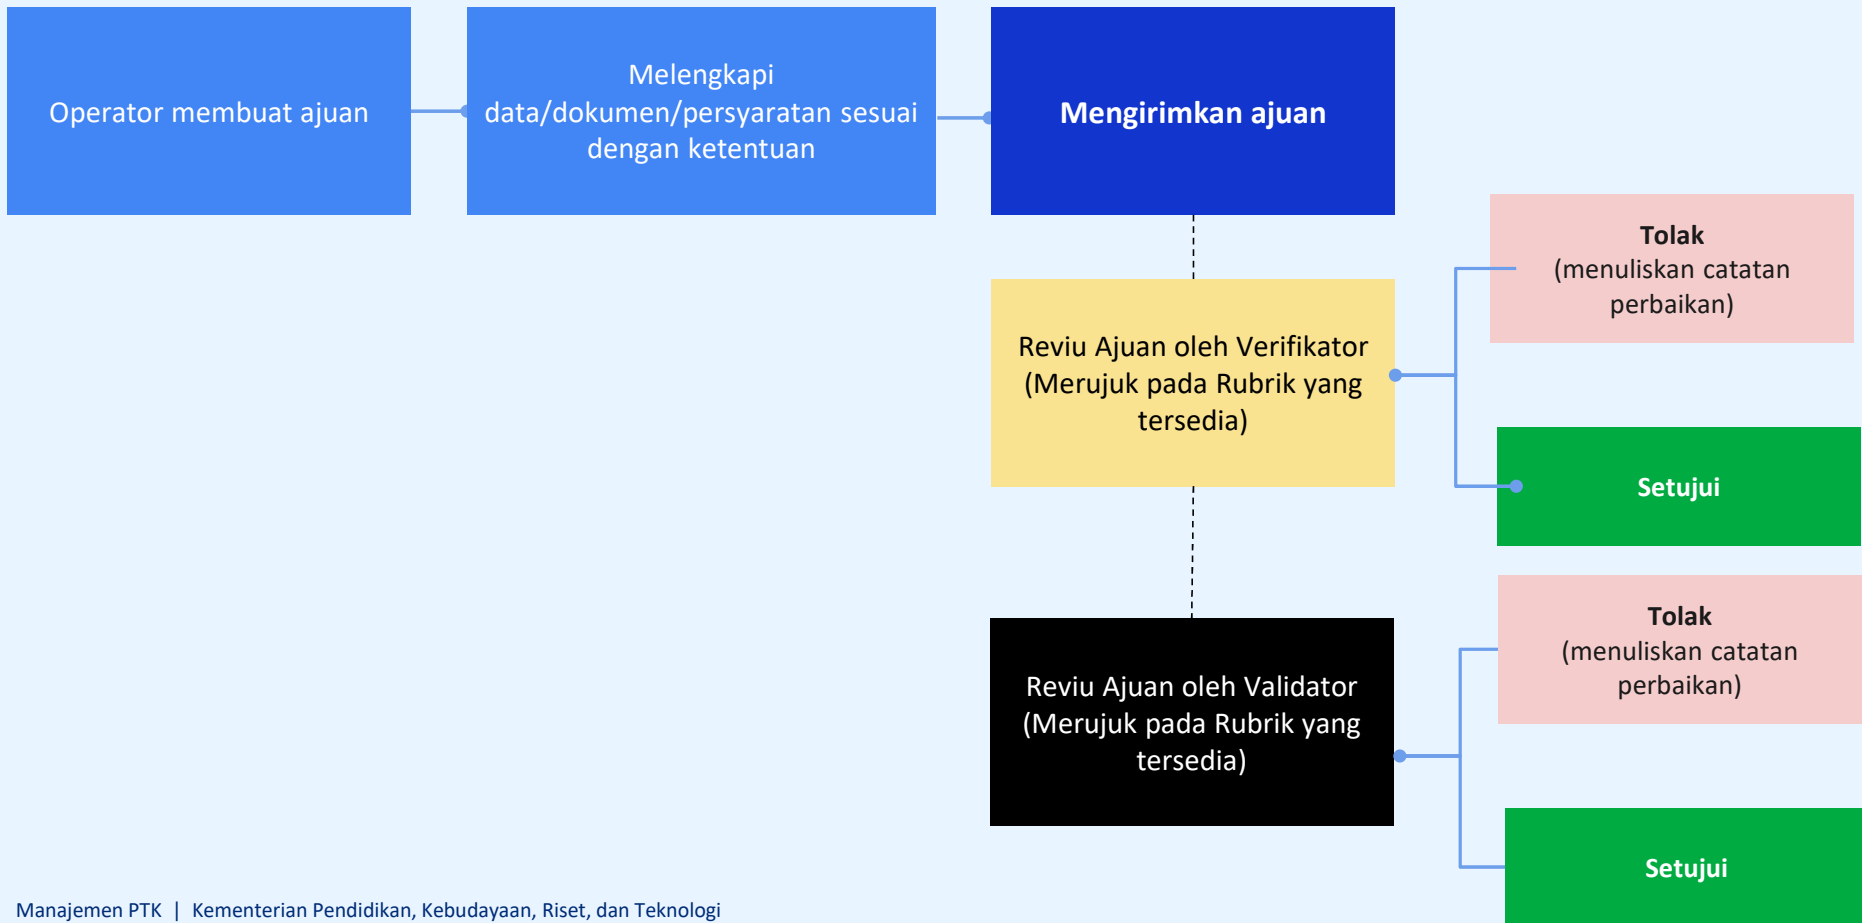 Operator membuat ajuan
Melengkapi
data/dokumen/persyaratan sesuai
dengan ketentuan
Mengirimkan ajuan
Tolak
(menuliskan catatan
perbaikan)
Reviu Ajuan oleh Verifikator
(Merujuk pada Rubrik yang
tersedia)
Setujui
Tolak
(menuliskan catatan
perbaikan)
Reviu Ajuan oleh Validator
(Merujuk pada Rubrik yang
tersedia)
Setujui
Manajemen PTK | Kementerian Pendidikan, Kebudayaan, Riset, dan Teknologi